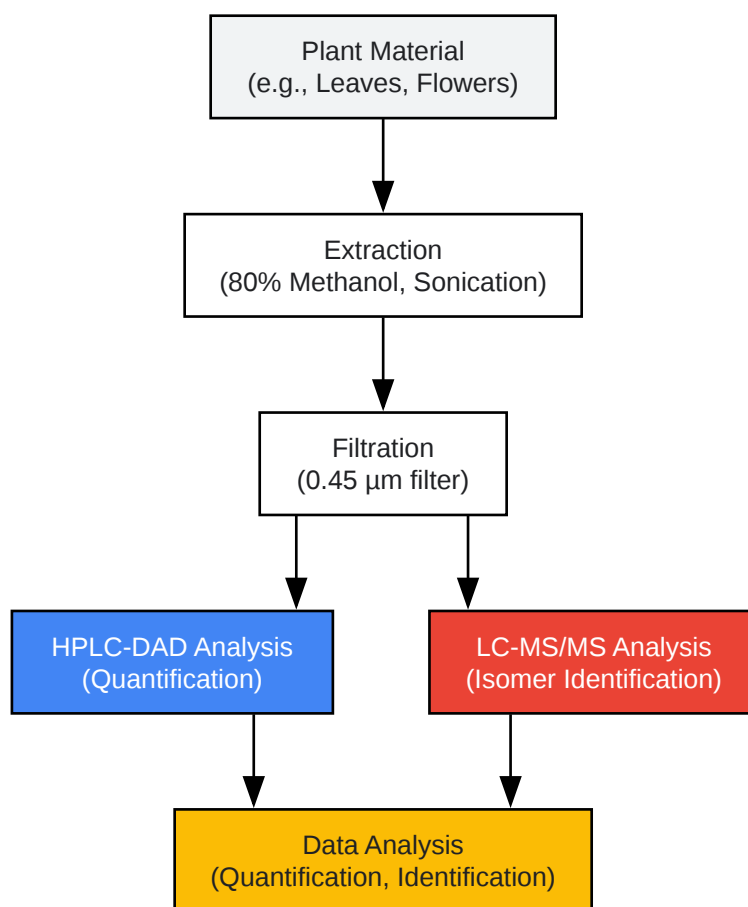 Plant Material
(e.g., Leaves, Flowers)
Extraction
(80% Methanol, Sonication)
Filtration
(0.45 µm filter)
HPLC-DAD Analysis
(Quantification)
LC-MS/MS Analysis
(Isomer Identification)
Data Analysis
(Quantification, Identification)